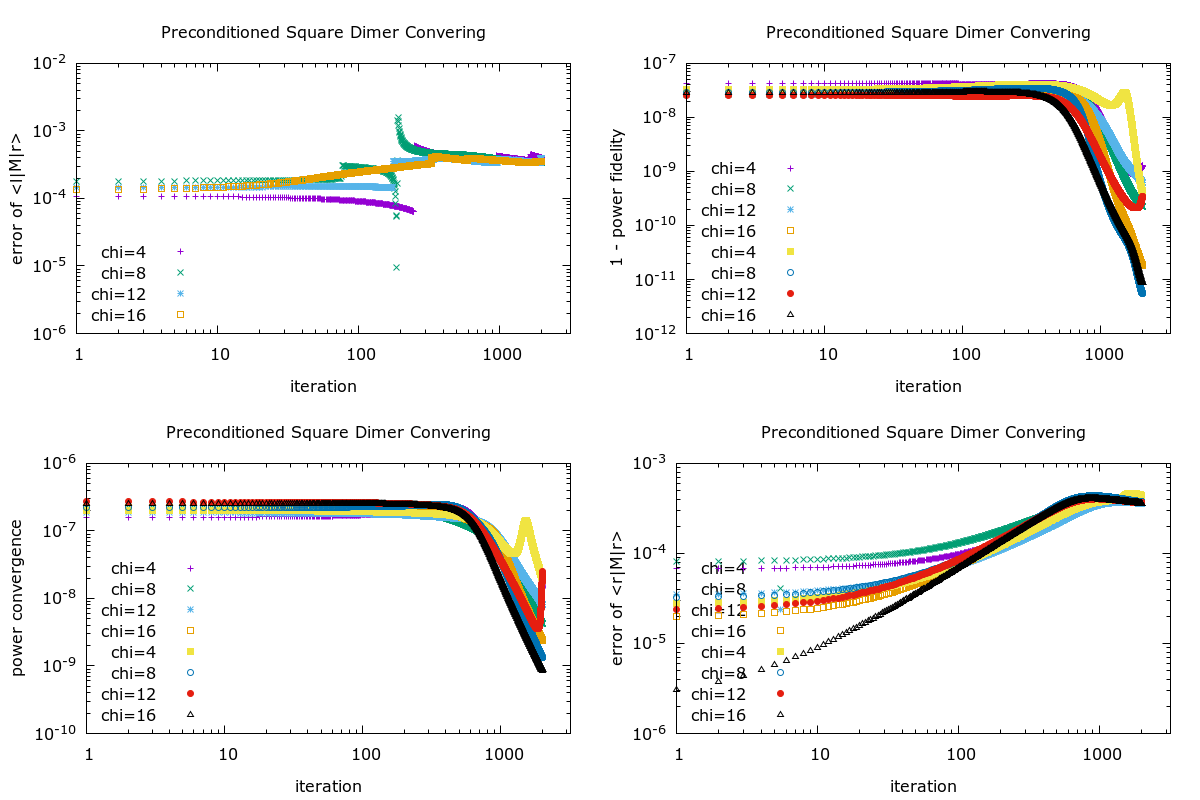 Preconditioned Square Dimer Convering
error of <l|M|r>
10-2
10-3
10-4
10-5
10-6
chi=4
chi=8
chi=12
chi=16
1 10 100 1000
iteration
Preconditioned Square Dimer Convering
1 - power fidelity
10-7
10-8
10-9
10-10
10-11
10-12
chi=4
chi=8
chi=12
chi=16
chi=4
chi=8
chi=12
chi=16
1 10 100 1000
iteration
Preconditioned Square Dimer Convering
power convergence
10-6
10-7
10-8
10-9
10-10
chi=4
chi=8
chi=12
chi=16
chi=4
chi=8
chi=12
chi=16
1 10 100 1000
iteration
Preconditioned Square Dimer Convering
error of <r|M|r>
10-3
10-4
10-5
10-6
chi=4
chi=8
chi=12
chi=16
chi=4
chi=8
chi=12
chi=16
1 10 100 1000
iteration